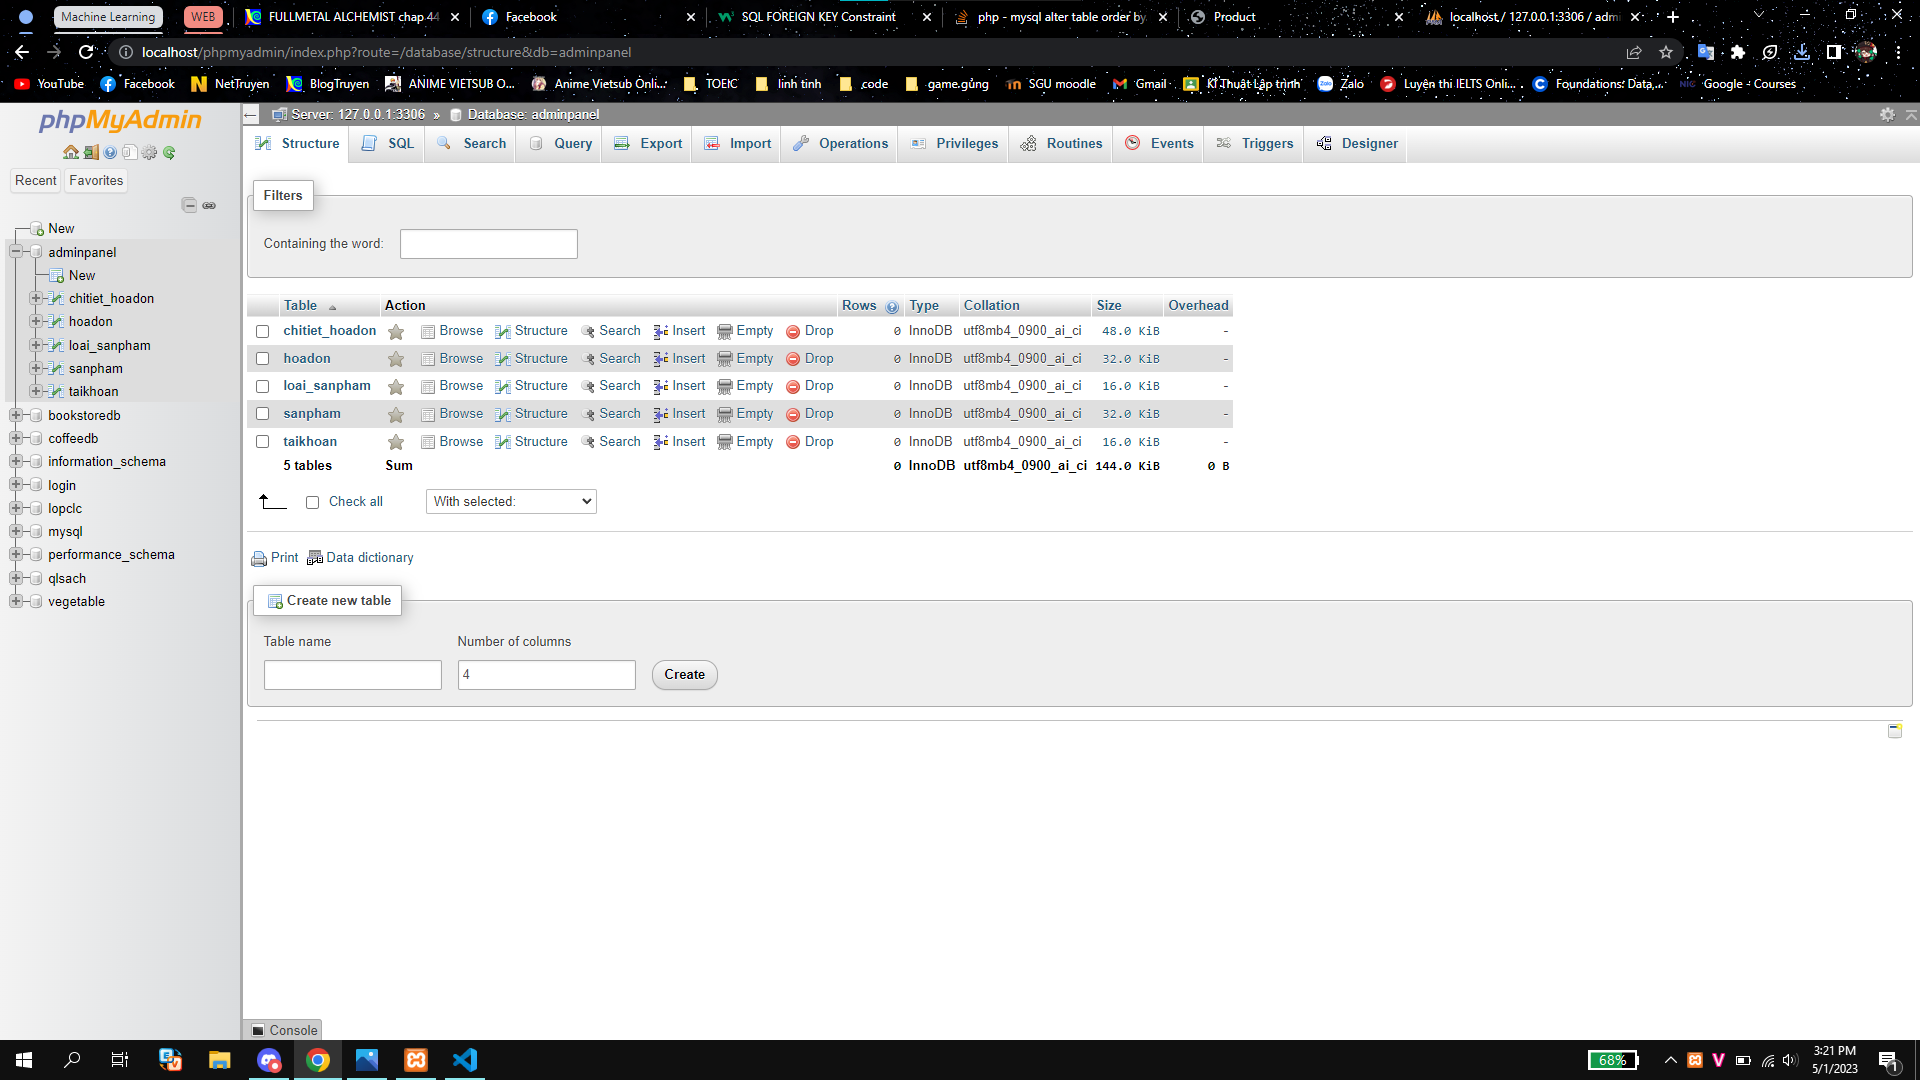 Machine Learning WEB FULLMETAL ALCHEMIST chap 44 Facebook SQL FOREIGN KEY Constraint php - mysql alter table order by Product localhost / 127.0.0.1:3306 / admi
localhost/phpmyadmin/index.php?route=/database/structure&db=adminpanel
YouTube Facebook NetTruyen BlogTruyen ANIME VIETSUB O... Anime Vietsub Onli... TOEIC linh tinh code game.gủng SGU moodle Gmail Kĩ Thuật Lập trình Zalo Luyện thi IELTS Onli... Foundations: Data,... Google - Courses
phpMyAdmin
Recent Favorites
New
adminpanel
New
chitiet_hoadon
hoadon
loai_sanpham
sanpham
taikhoan
bookstoredb
coffeedb
information_schema
login
lopclc
mysql
performance_schema
qlsach
vegetable
Server: 127.0.0.1:3306 » Database: adminpanel
Structure SQL Search Query Export Import Operations Privileges Routines Events Triggers Designer
Filters
Containing the word:
Table Action Rows Type Collation Size Overhead
chitiet_hoadon Browse Structure Search Insert Empty Drop 0 InnoDB utf8mb4_0900_ai_ci 48.0 KiB -
hoadon Browse Structure Search Insert Empty Drop 0 InnoDB utf8mb4_0900_ai_ci 32.0 KiB -
loai_sanpham Browse Structure Search Insert Empty Drop 0 InnoDB utf8mb4_0900_ai_ci 16.0 KiB -
sanpham Browse Structure Search Insert Empty Drop 0 InnoDB utf8mb4_0900_ai_ci 32.0 KiB -
taikhoan Browse Structure Search Insert Empty Drop 0 InnoDB utf8mb4_0900_ai_ci 16.0 KiB -
5 tables Sum 0 InnoDB utf8mb4_0900_ai_ci 144.0 KiB 0 B
Check all With selected:
Print Data dictionary
Create new table
Table name Number of columns
4 Create
Console
68% 3:21 PM
5/1/2023 1